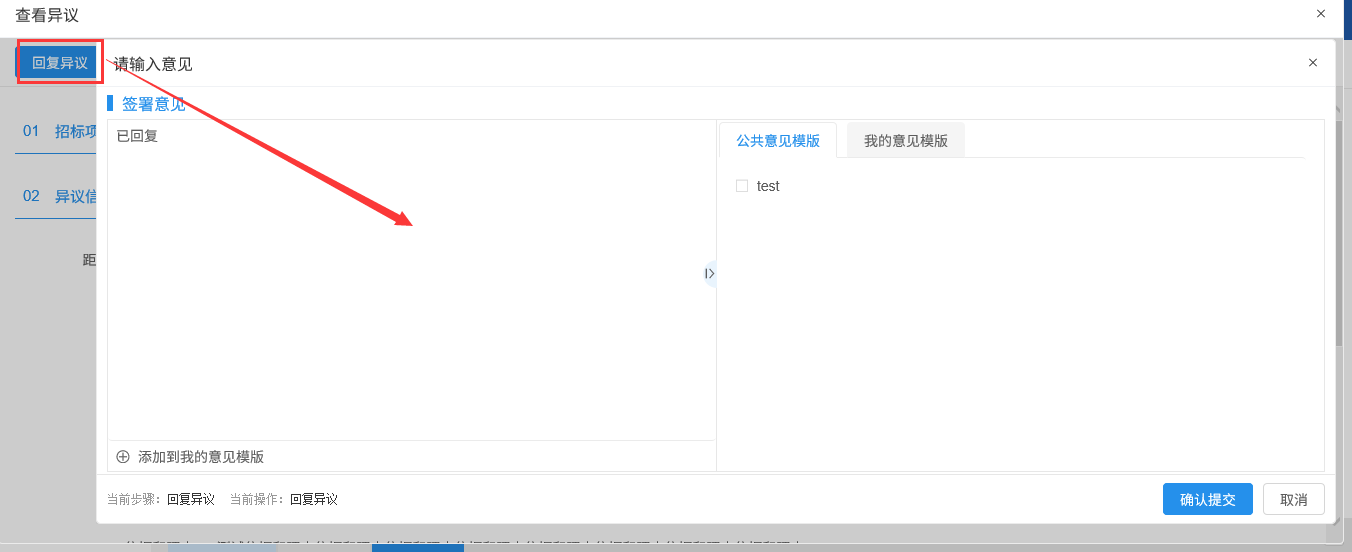 查看异议
回复异议
请输入意见
签署意见
01 招标项
已回复
公共意见模版
我的意见模版
test
02 异议信
距
添加到我的意见模版
当前步骤：回复异议 当前操作：回复异议
确认提交
取消